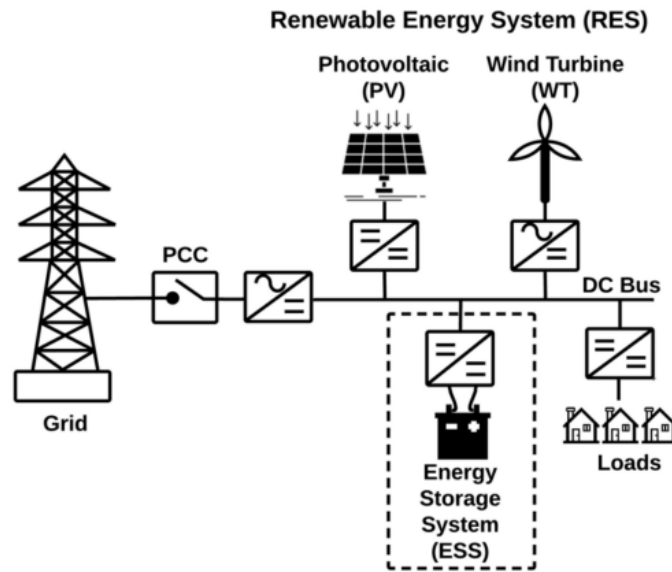 Renewable Energy System (RES)
Photovoltaic
(PV)
Wind Turbine
(WT)
PCC
DC Bus
Grid
Energy
Storage
System
(ESS)
Loads